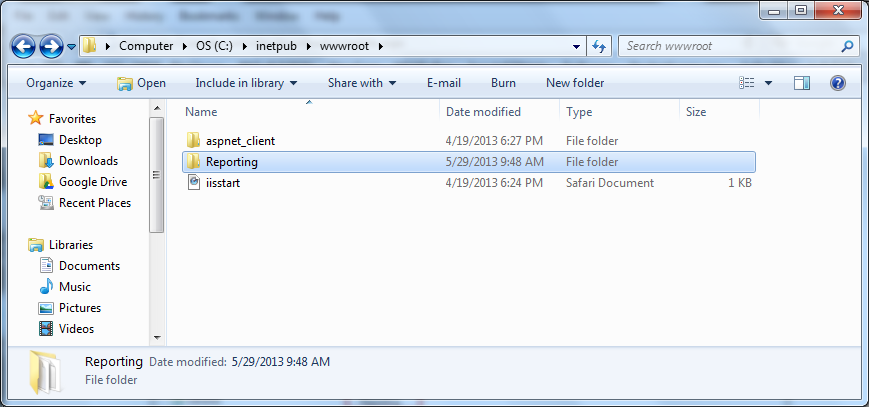 File Edit View History Bookmarks Window Help
Computer OS (C:) inetpub wwwroot Search wwwroot
Organize Open Include in library Share with E-mail Burn New folder
Name Date modified Type Size
Favorites
Desktop
Downloads
Google Drive
Recent Places
Libraries
Documents
Music
Pictures
Videos
aspnet_client 4/19/2013 6:27 PM File folder
Reporting 5/29/2013 9:48 AM File folder
iisstart 4/19/2013 6:24 PM Safari Document 1 KB
Reporting Date modified: 5/29/2013 9:48 AM
File folder